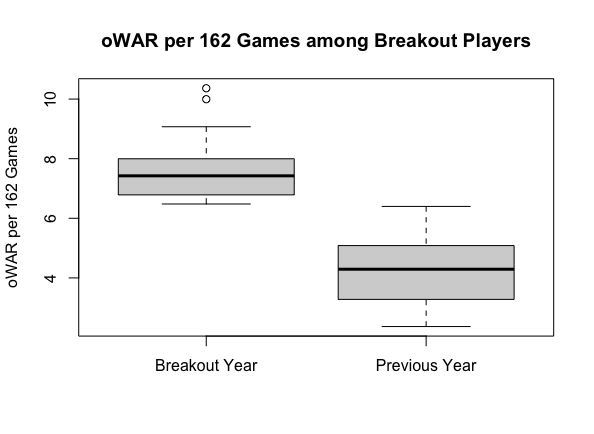 oWAR per 162 Games among Breakout Players
oWAR per 162 Games
10
8
6
4
Breakout Year
Previous Year